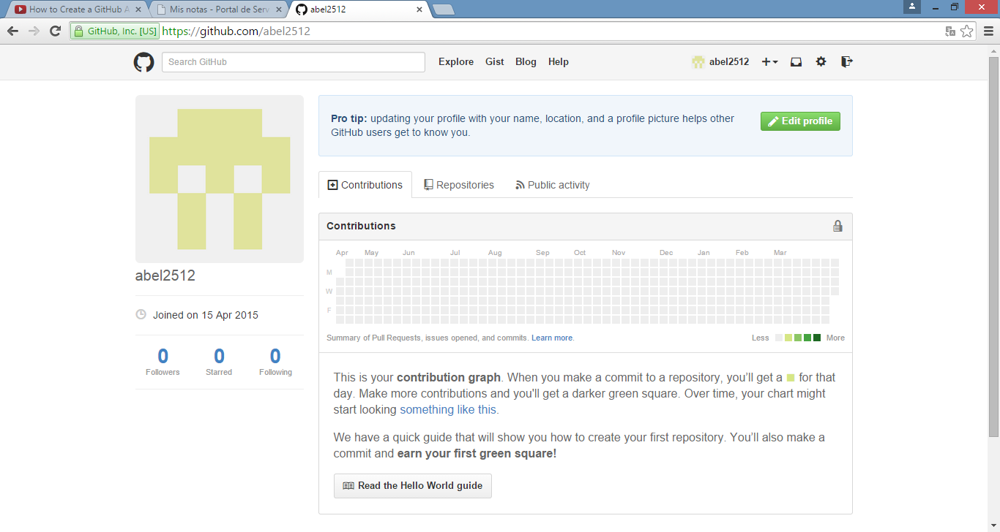 How to Create a GitHub A
Mis notas - Portal de Serv
abel2512
GitHub, Inc. [US] https://github.com/abel2512
Search GitHub
Explore Gist Blog Help
abel2512
Pro tip: updating your profile with your name, location, and a profile picture helps other
GitHub users get to know you.
Edit profile
Contributions Repositories Public activity
abel2512
Joined on 15 Apr 2015
0 0 0
Followers Starred Following
Contributions
Apr May Jun Jul Aug Sep Oct Nov Dec Jan Feb Mar
M
W
F
Summary of Pull Requests, issues opened, and commits. Learn more.
Less More
This is your contribution graph. When you make a commit to a repository, you’ll get a for that
day. Make more contributions and you'll get a darker green square. Over time, your chart might
start looking something like this.
We have a quick guide that will show you how to create your first repository. You’ll also make a
commit and earn your first green square!
Read the Hello World guide